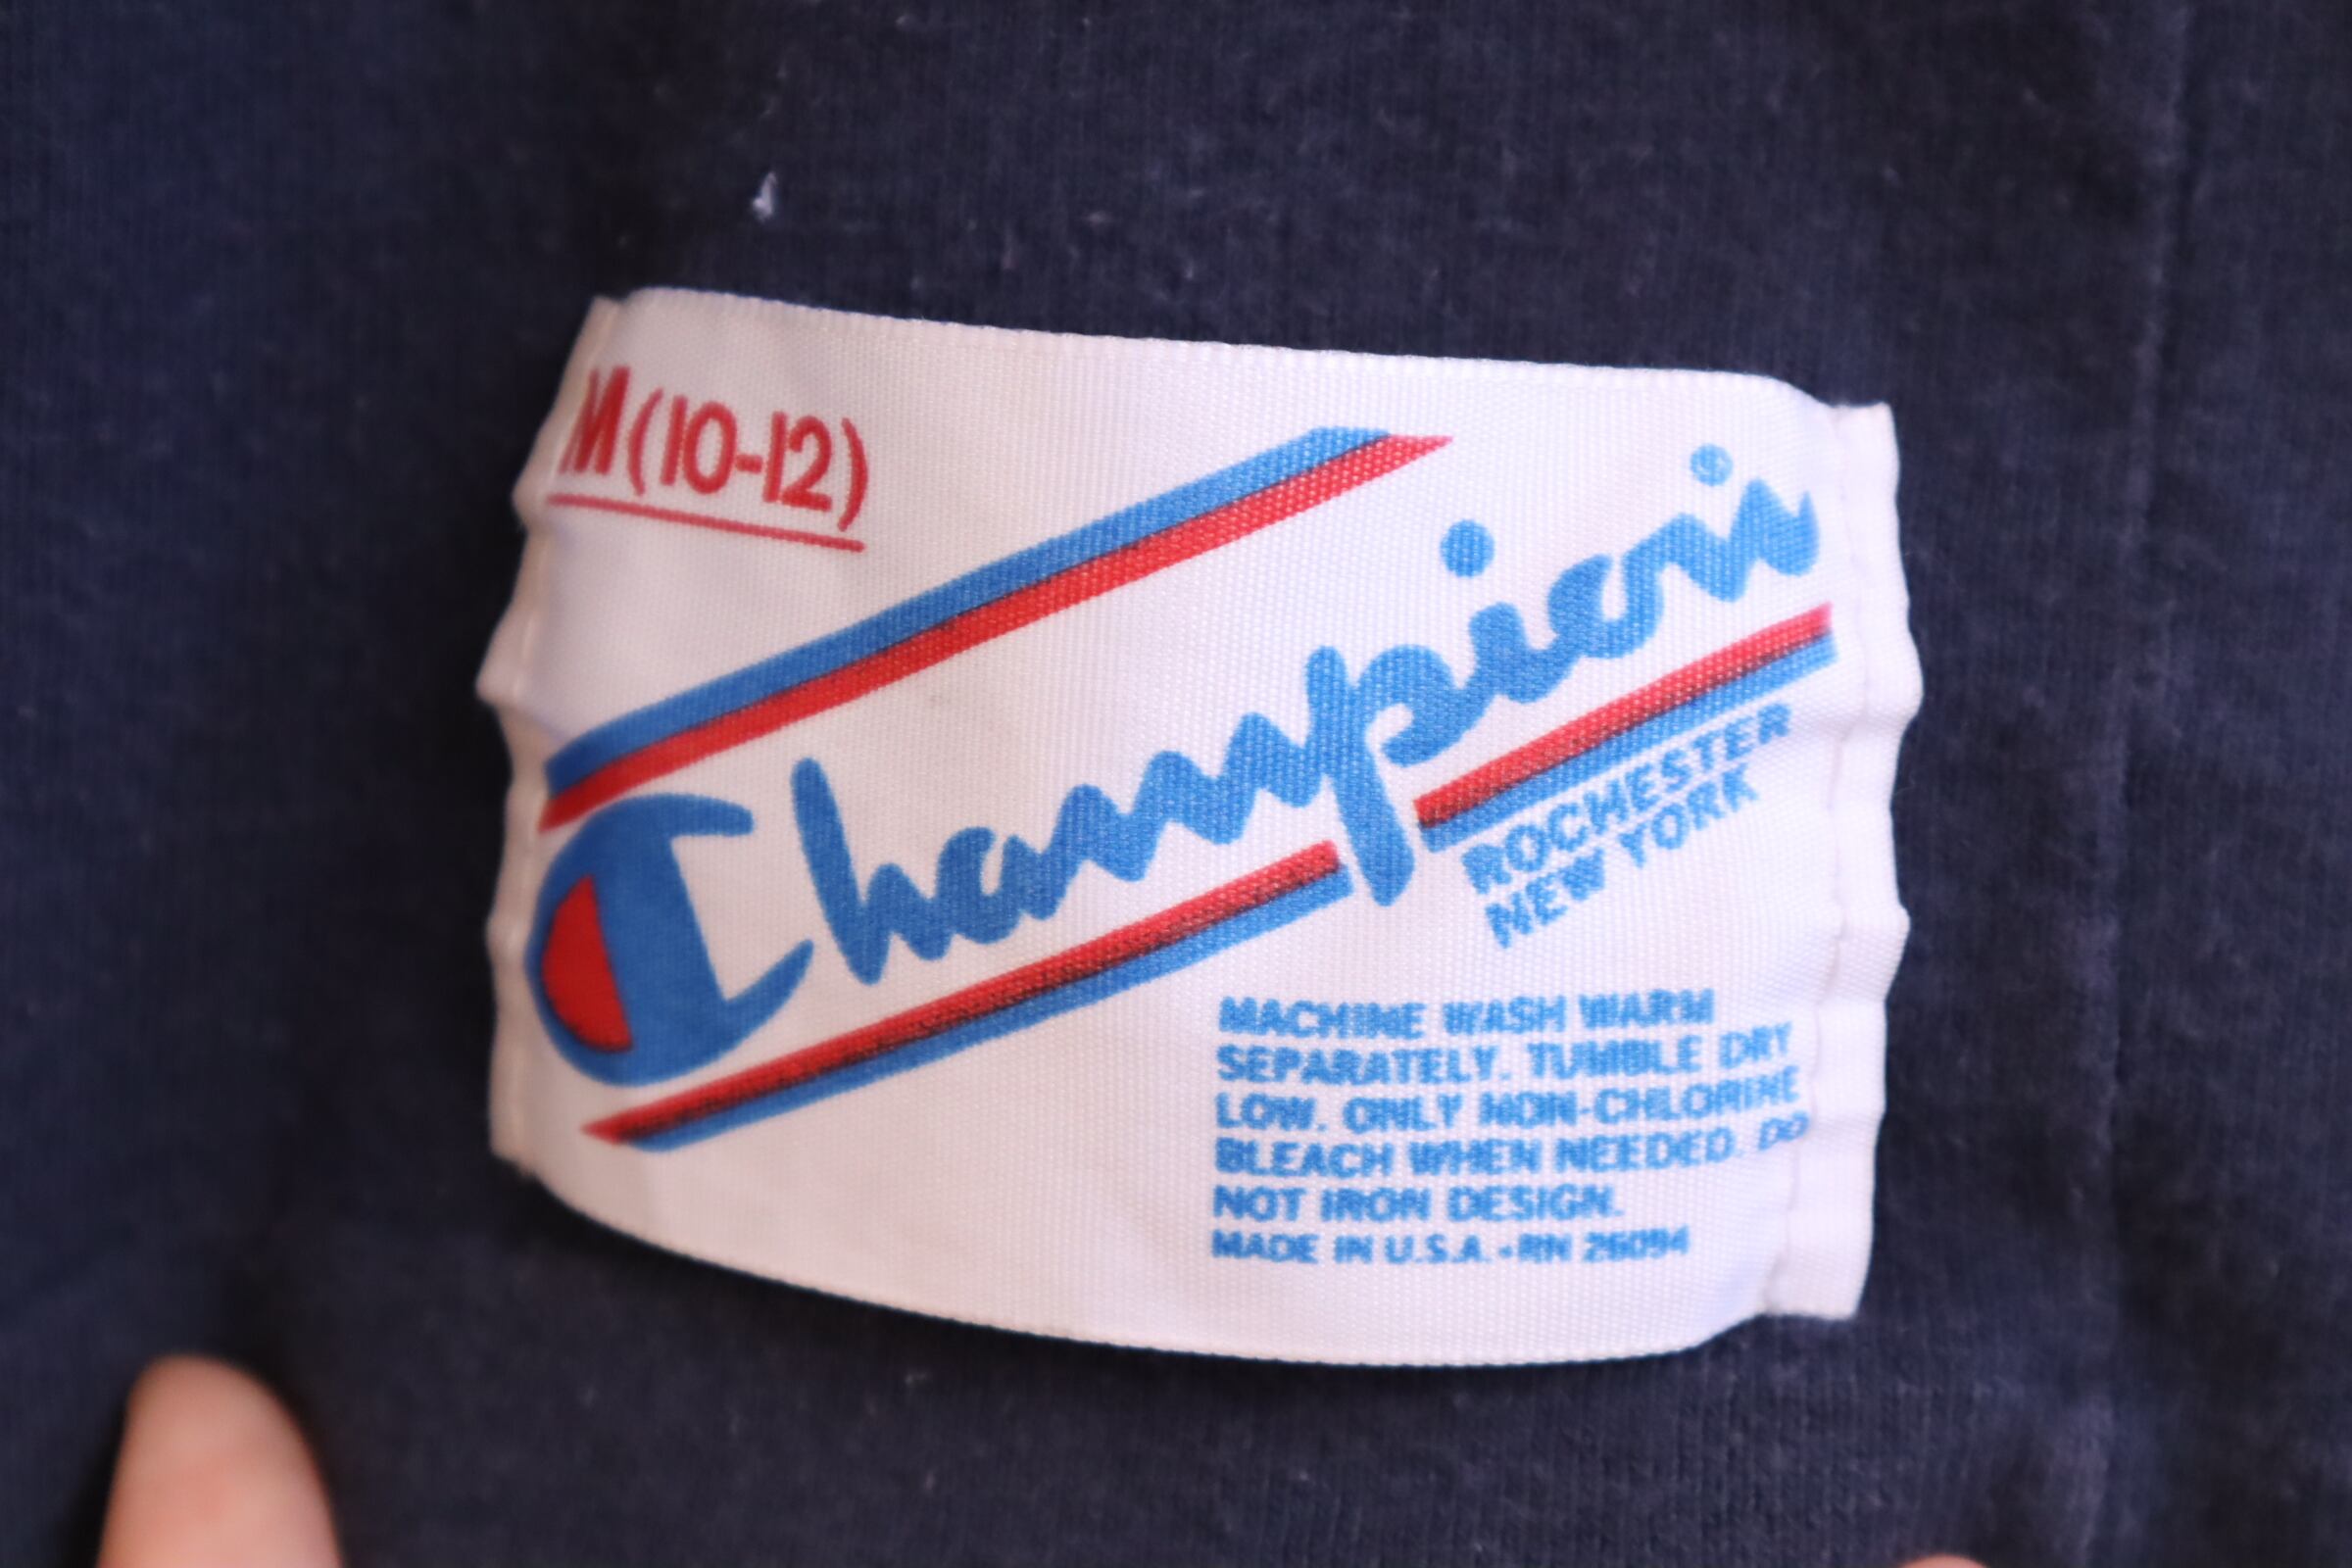 M (10-12)
Champion®
ROCHESTER
NEW YORK
MACHINE WASH WARM
SEPARATELY. TUMBLE DRY
LOW. ONLY NON-CHLORINE
BLEACH WHEN NEEDED. DO
NOT IRON DESIGN.
MADE IN U.S.A. • RN 26094